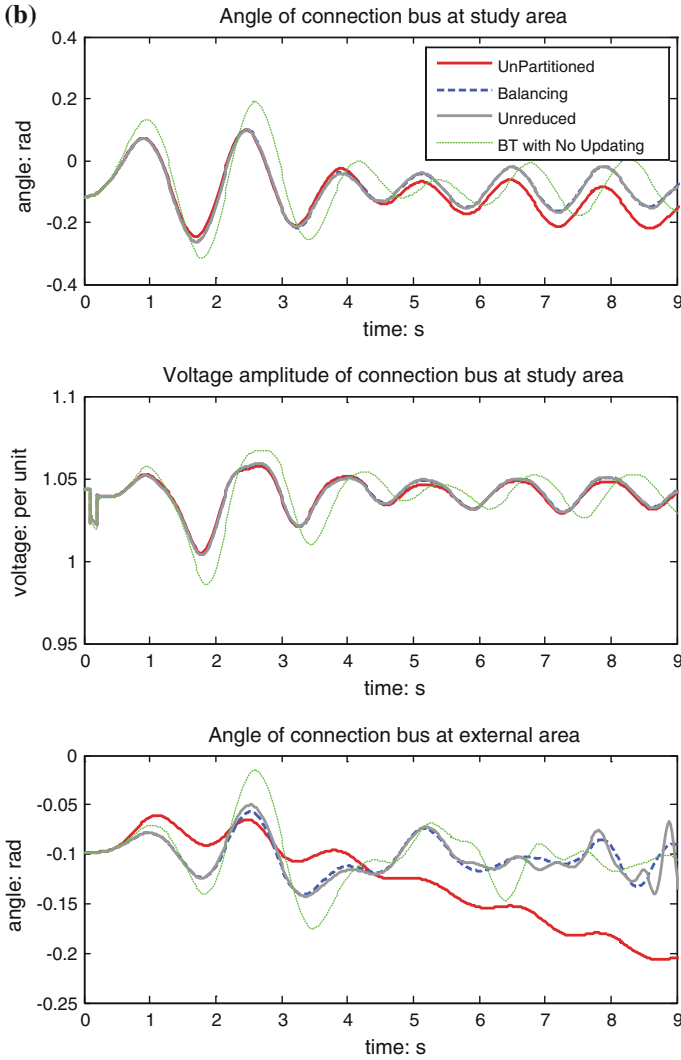 (b)
Angle of connection bus at study area
0.4
0.2
0
-0.2
-0.4
angle: rad
UnPartitioned
Balancing
Unreduced
BT with No Updating
0 1 2 3 4 5 6 7 8 9
time: s
Voltage amplitude of connection bus at study area
1.1
1.05
1
0.95
voltage: per unit
0 1 2 3 4 5 6 7 8 9
time: s
Angle of connection bus at external area
0
-0.05
-0.1
-0.15
-0.2
-0.25
angle: rad
0 1 2 3 4 5 6 7 8 9
time: s